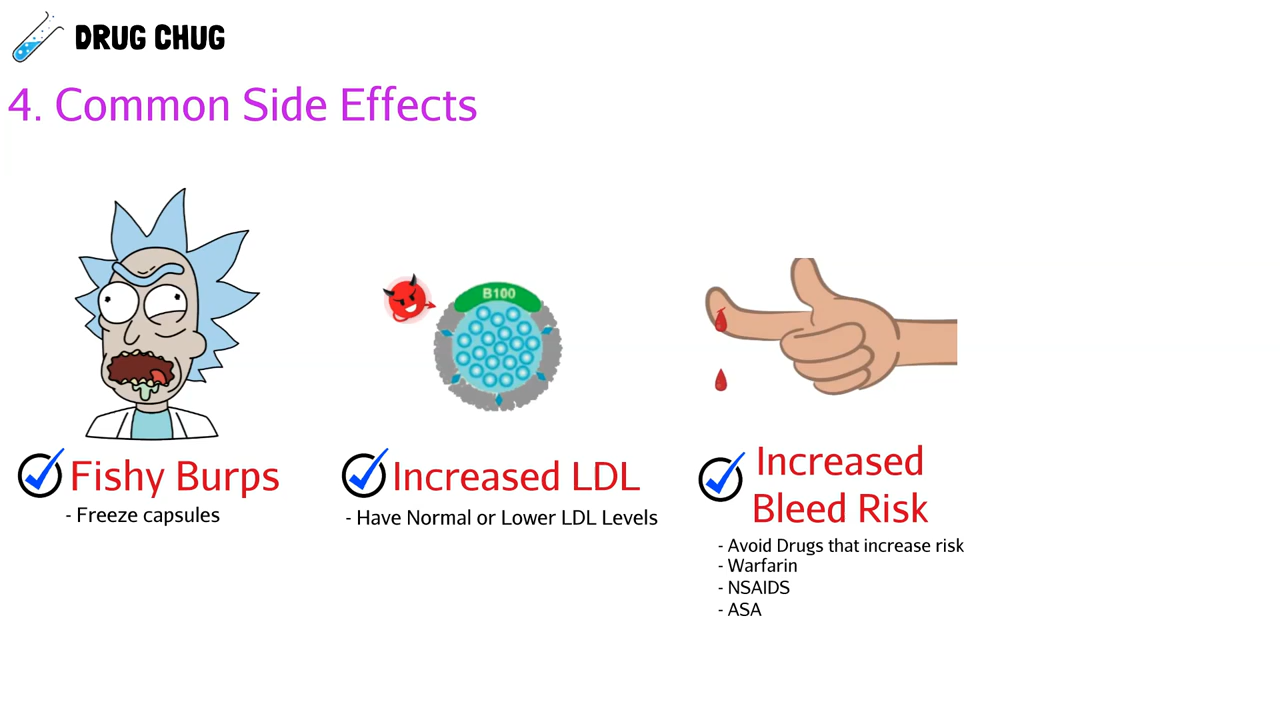 DRUG CHUG
4. Common Side Effects
B100
Fishy Burps
- Freeze capsules
Increased LDL
- Have Normal or Lower LDL Levels
Increased
Bleed Risk
- Avoid Drugs that increase risk
- Warfarin
- NSAIDS
- ASA